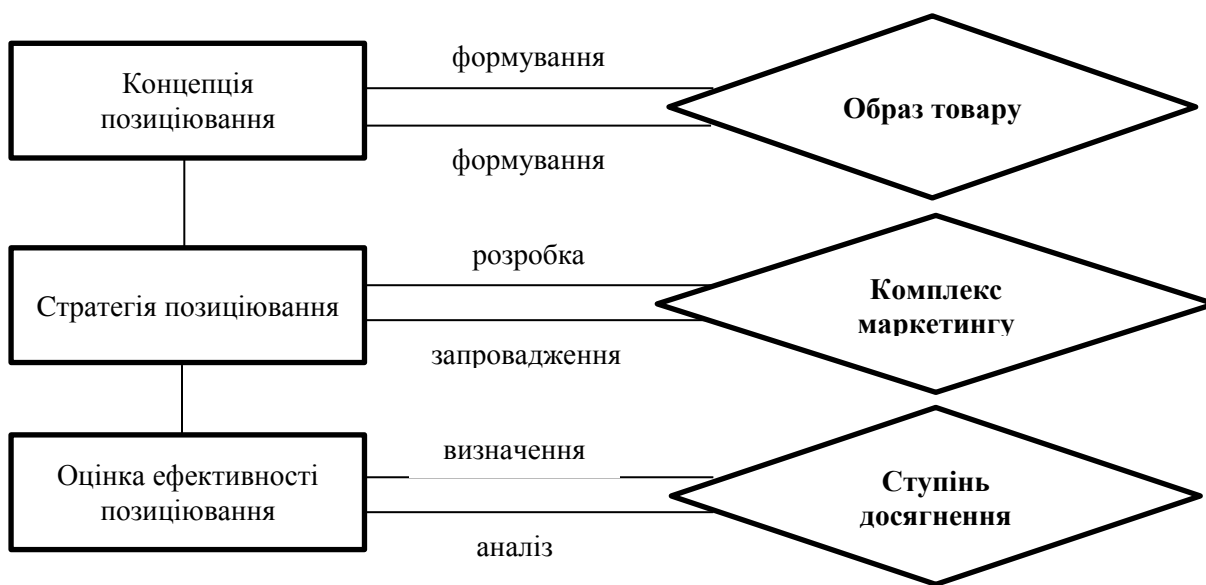 формування
Концепція
позиціювання
Образ товару
формування
розробка
Стратегія позиціювання
Комплекс
маркетингу
запровадження
визначення
Оцінка ефективності
позиціювання
Ступінь
досягнення
аналіз